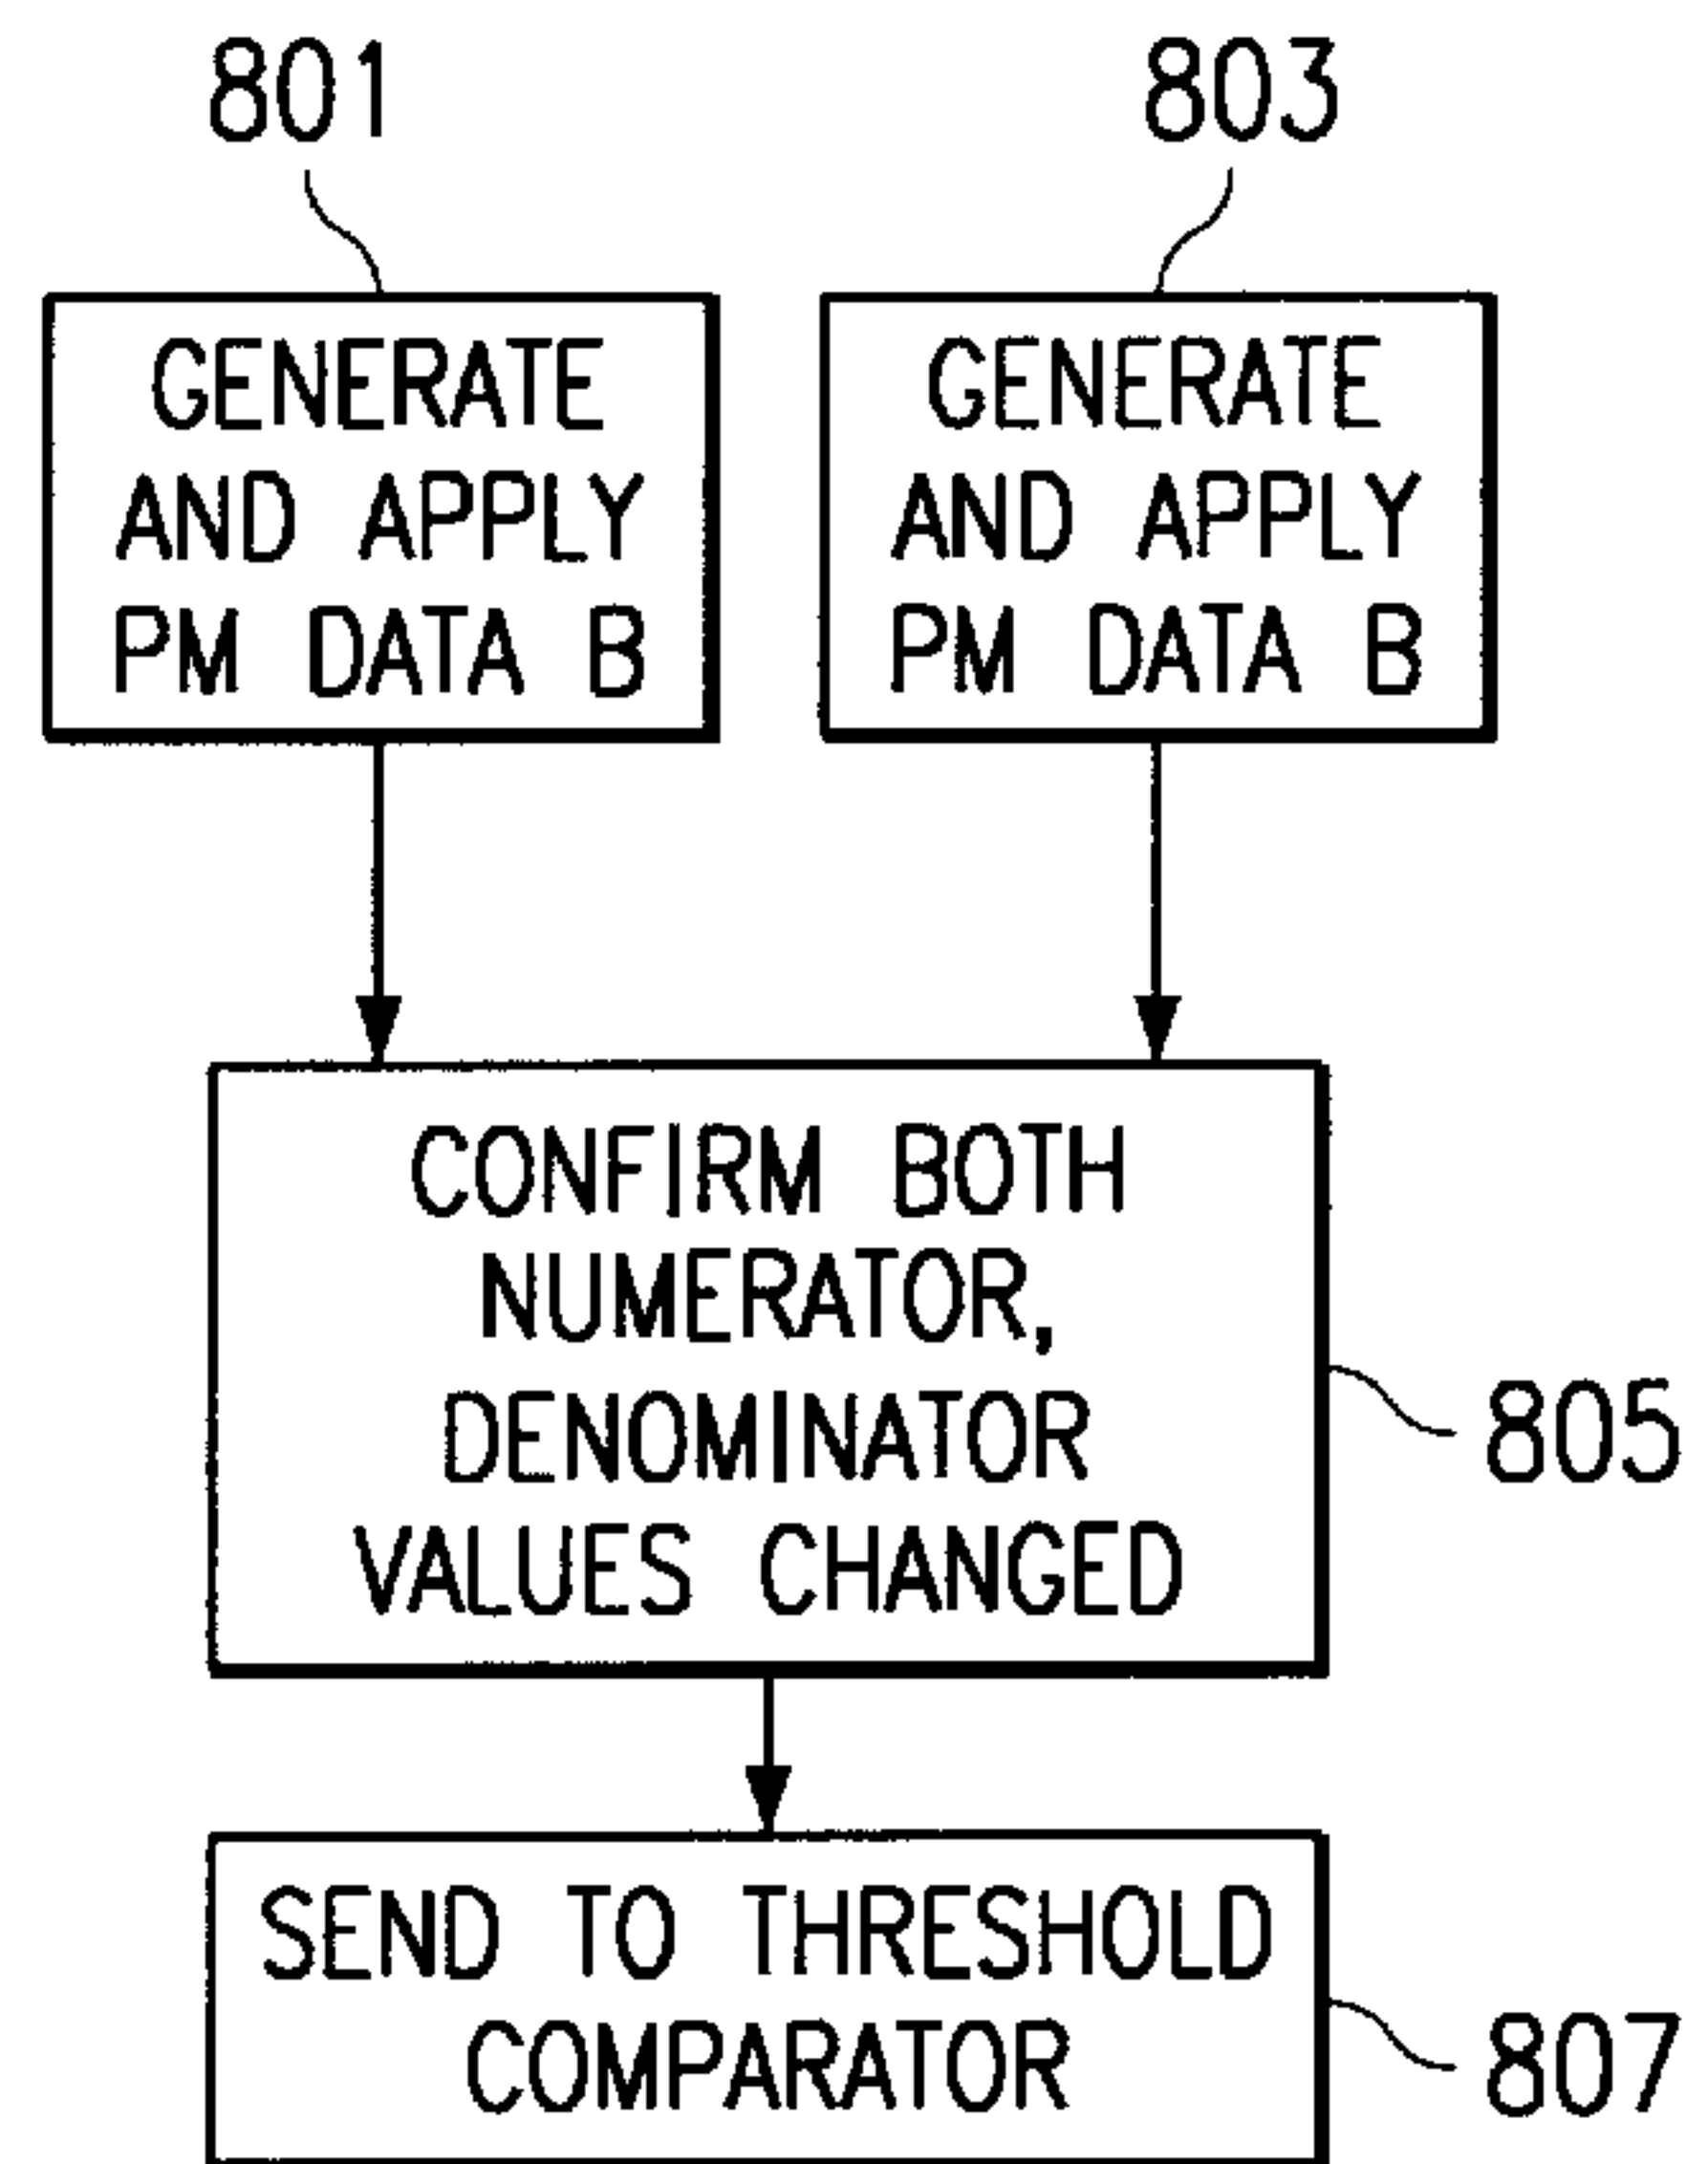 801
803
GENERATE
AND APPLY
PM DATA B
GENERATE
AND APPLY
PM DATA B
CONFIRM BOTH
NUMERATOR,
DENOMINATOR
VALUES CHANGED
805
SEND TO THRESHOLD
COMPARATOR
807